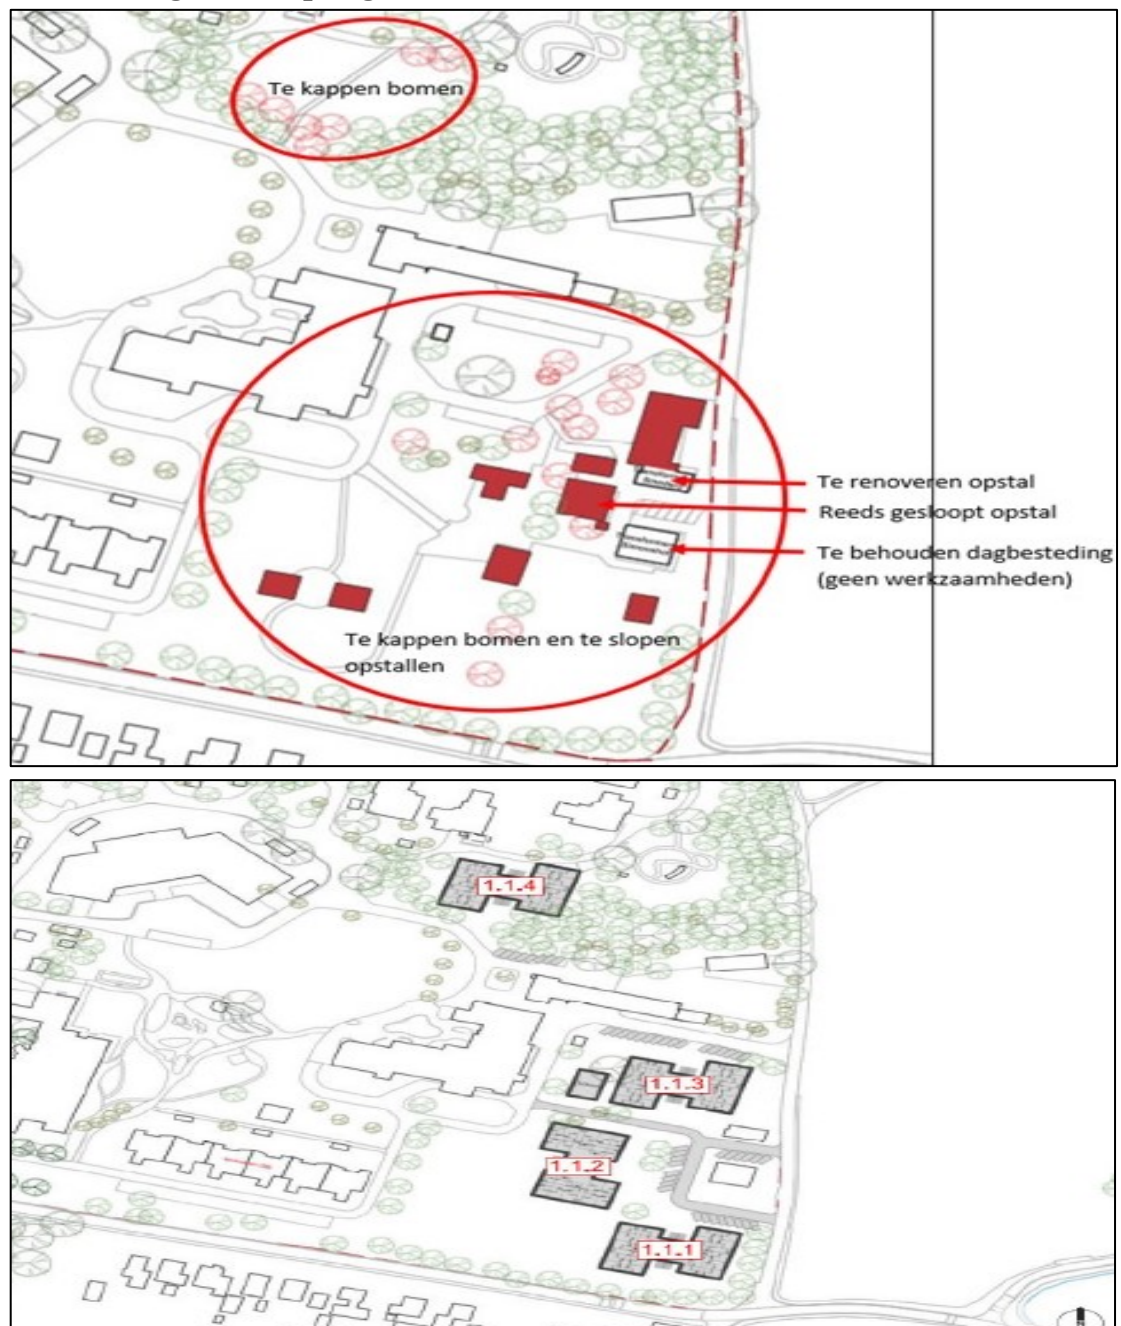 Te kappen bomen
Te renoveren opstal
Reeds gesloopt opstal
Te behouden dagbesteding
(geen werkzaamheden)
Te kappen bomen en te slopen
opstallen
1.1.4
1.1.3
1.1.2
1.1.1